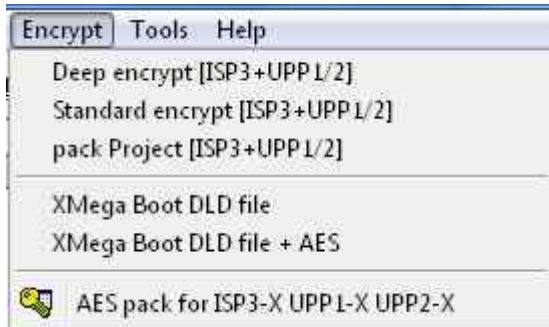 Encrypt Tools Help
Deep encrypt [ISP3+UPP1/2]
Standard encrypt [ISP3+UPP1/2]
pack Project [ISP3+UPP1/2]
XMega Boot DLD file
XMega Boot DLD file + AES
AES pack for ISP3-X UPP1-X UPP2-X